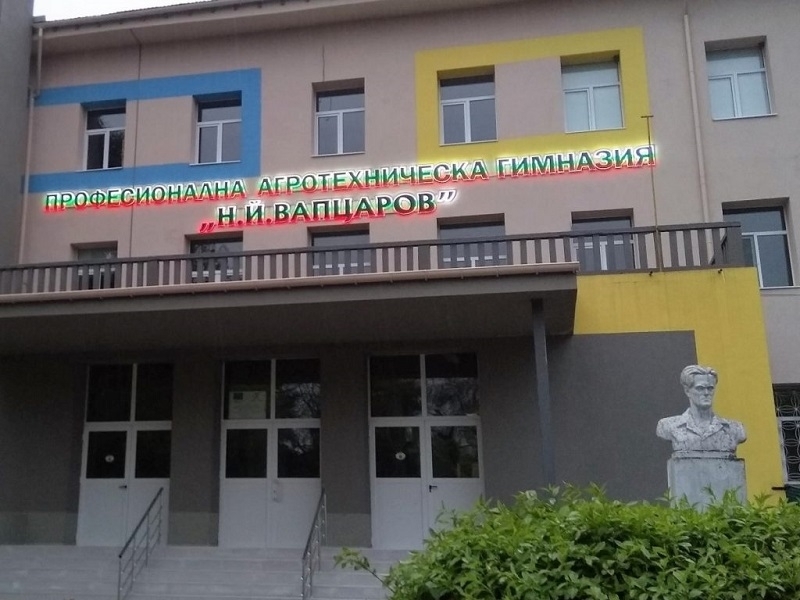 ПРОФЕСИОНАЛНА АГРОТЕХНИЧЕСКА ГИМНАЗИЯ
„Н.Й.ВАПЦАРОВ”